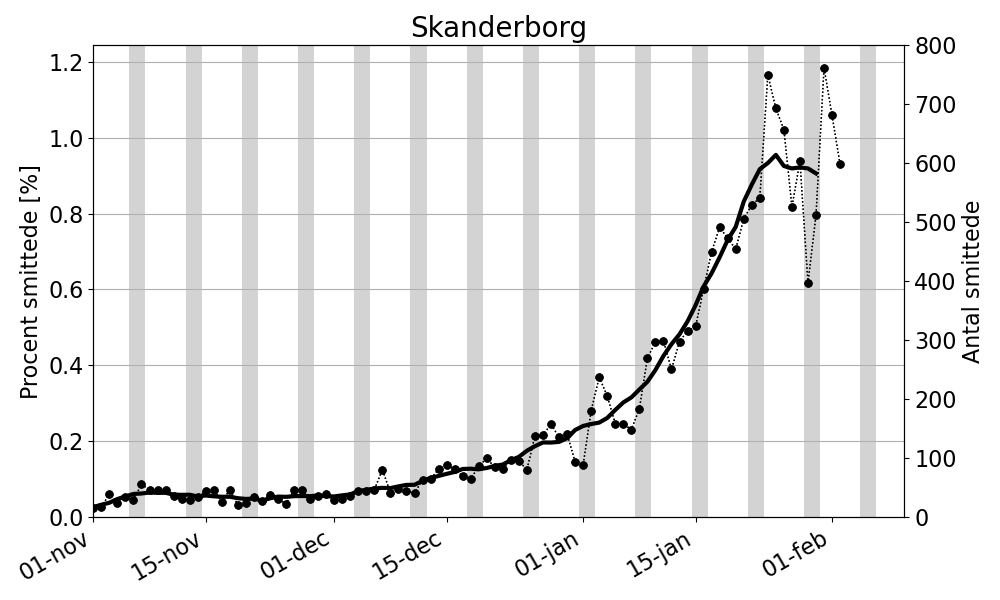 Skanderborg
Procent smittede [%]
1.2
1.0
0.8
0.6
0.4
0.2
0.0
800
700
600
500
400
300
200
100
0
Antal smittede
01-nov
15-nov
01-dec
15-dec
01-jan
15-jan
01-feb